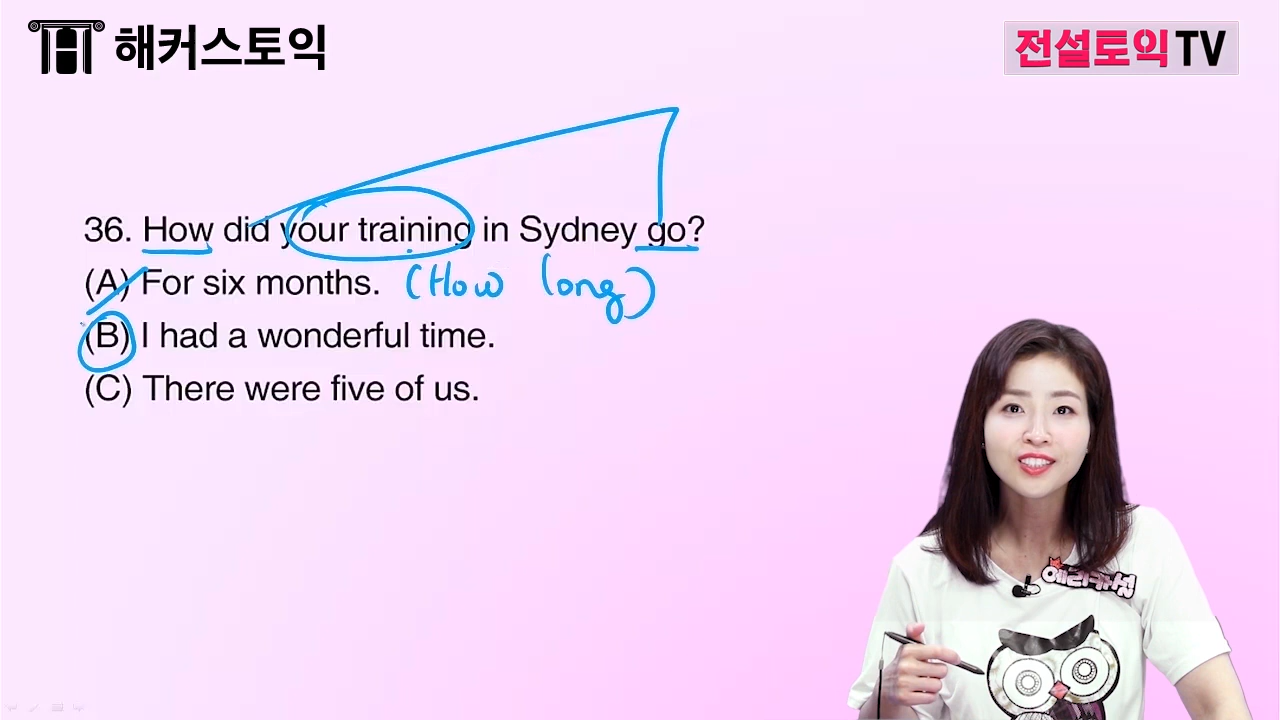 해커스토익
전설토익TV
36. How did your training in Sydney go?
(A) For six months. (How long)
(B) I had a wonderful time.
(C) There were five of us.